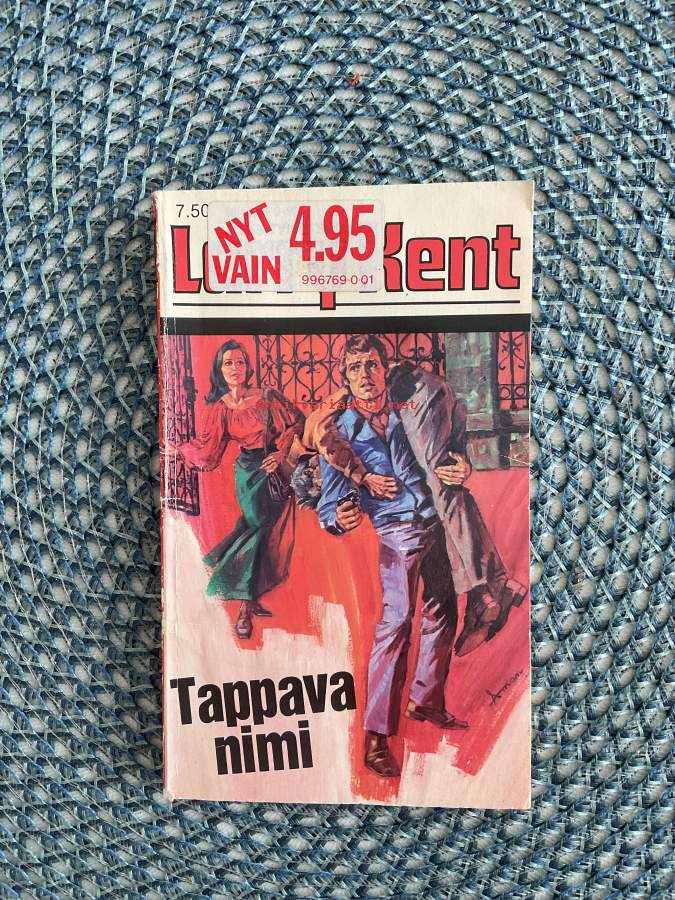 7.50
NYT VAIN 4.95
996769·0·01
Kent
Tappava
nimi